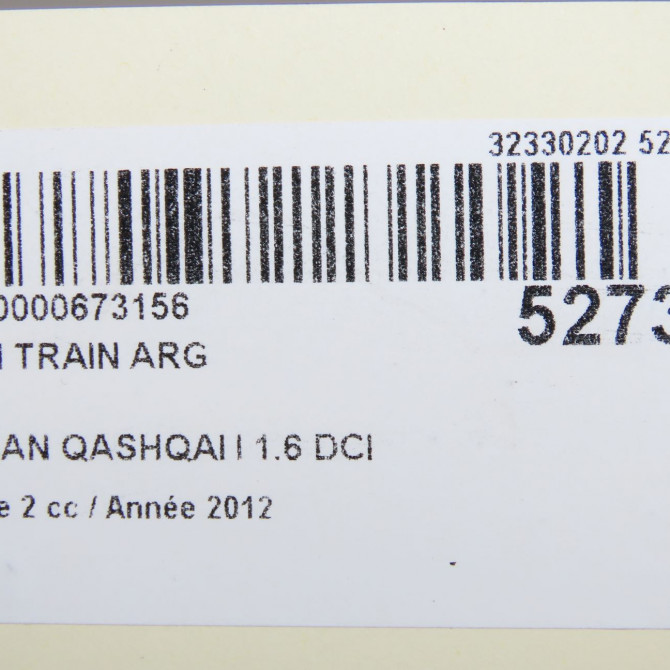 32330202 52
0000673156
5273
TRAIN ARG
AN QASHQAI I 1.6 DCI
e 2 cc / Année 2012